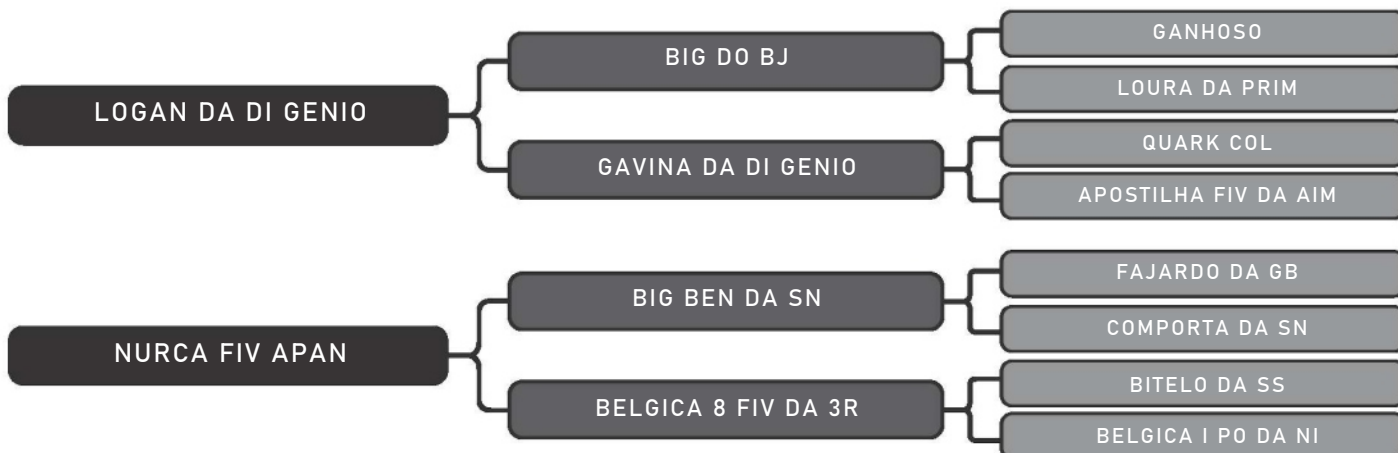 LOGAN DA DI GENIO
BIG DO BJ
GANHOSO
LOURA DA PRIM
GAVINA DA DI GENIO
QUARK COL
APOSTILHA FIV DA AIM
NURCA FIV APAN
BIG BEN DA SN
FAJARDO DA GB
COMPORTA DA SN
BELGICA 8 FIV DA 3R
BITELO DA SS
BELGICA I PO DA NI